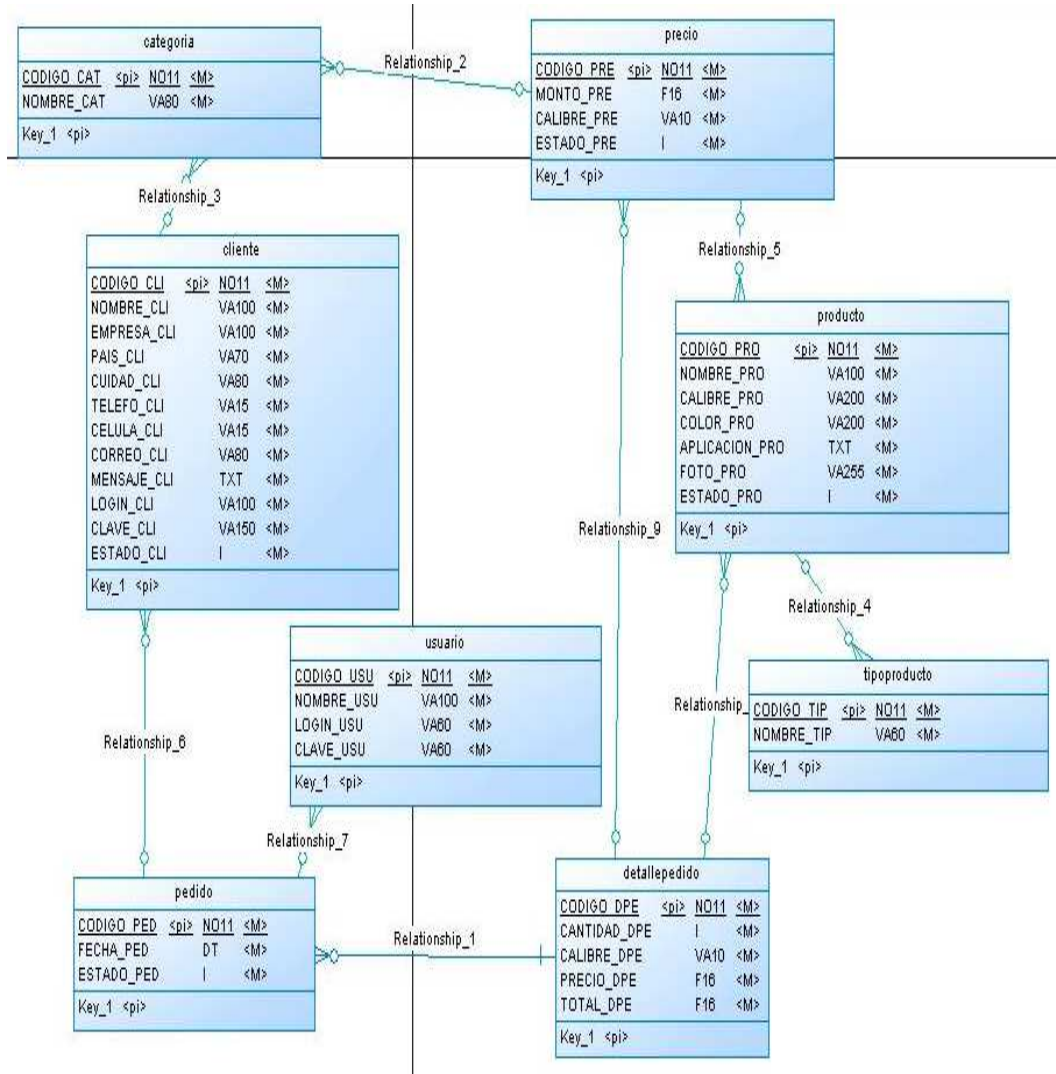 categoria
CODIGO_CAT <pi> NO11 <M>
NOMBRE_CAT VA80 <M>
Key_1 <pi>
Relationship_2
precio
CODIGO_PRE <pi> NO11 <M>
MONTO_PRE F16 <M>
CALIBRE_PRE VA10 <M>
ESTADO_PRE I <M>
Key_1 <pi>
Relationship_3
Relationship_5
cliente
CODIGO_CLI <pi> NO11 <M>
NOMBRE_CLI VA100 <M>
EMPRESA_CLI VA100 <M>
PAIS_CLI VA70 <M>
CUIDAD_CLI VA80 <M>
TELEFO_CLI VA15 <M>
CELULA_CLI VA15 <M>
CORREO_CLI VA80 <M>
MENSAJE_CLI TXT <M>
LOGIN_CLI VA100 <M>
CLAVE_CLI VA150 <M>
ESTADO_CLI I <M>
Key_1 <pi>
producto
CODIGO_PRO <pi> NO11 <M>
NOMBRE_PRO VA100 <M>
CALIBRE_PRO VA200 <M>
COLOR_PRO VA200 <M>
APLICACION_PRO TXT <M>
FOTO_PRO VA255 <M>
ESTADO_PRO I <M>
Key_1 <pi>
Relationship_9
Relationship_4
usuario
CODIGO_USU <pi> NO11 <M>
NOMBRE_USU VA100 <M>
LOGIN_USU VA60 <M>
CLAVE_USU VA60 <M>
Key_1 <pi>
tipoproducto
CODIGO_TIP <pi> NO11 <M>
NOMBRE_TIP VA60 <M>
Key_1 <pi>
Relationship_
Relationship_6
Relationship_7
pedido
CODIGO_PED <pi> NO11 <M>
FECHA_PED DT <M>
ESTADO_PED I <M>
Key_1 <pi>
Relationship_1
detallepedido
CODIGO_DPE <pi> NO11 <M>
CANTIDAD_DPE I <M>
CALIBRE_DPE VA10 <M>
PRECIO_DPE F16 <M>
TOTAL_DPE F16 <M>
Key_1 <pi>